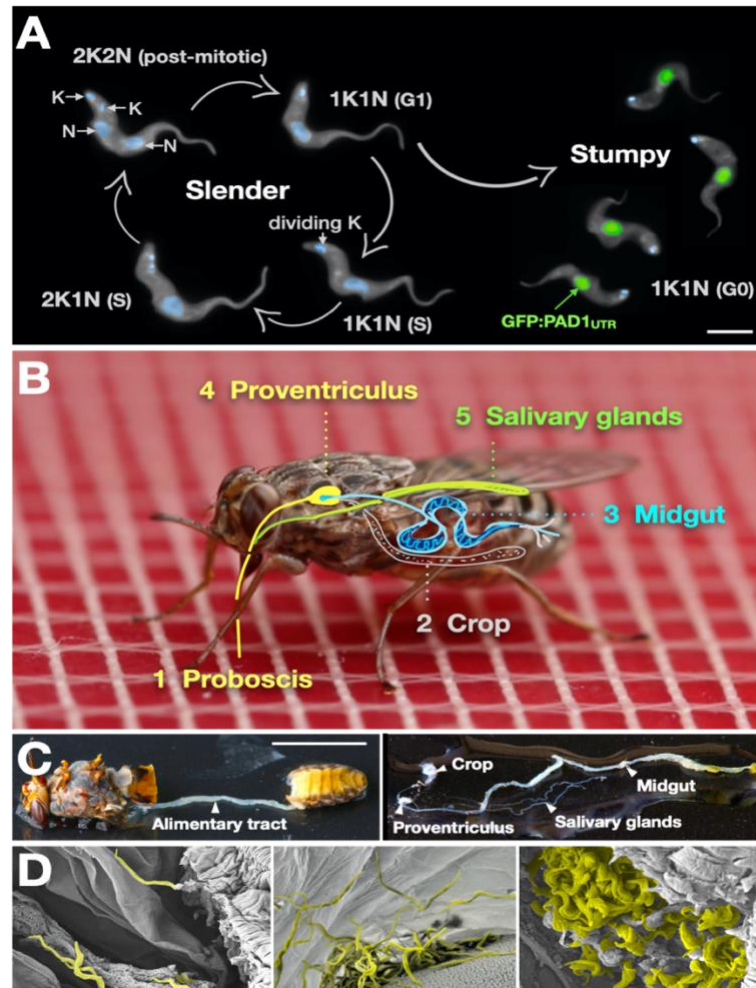 A
2K2N (post-mitotic)
K
K
N
N
1K1N (G1)
Slender
Stumpy
dividing K
2K1N (S)
1K1N (S)
1K1N (G0)
GFP:PAD1UTR
B
4 Proventriculus
5 Salivary glands
3 Midgut
2 Crop
1 Proboscis
C
Alimentary tract
Crop
Midgut
Proventriculus
Salivary glands
D